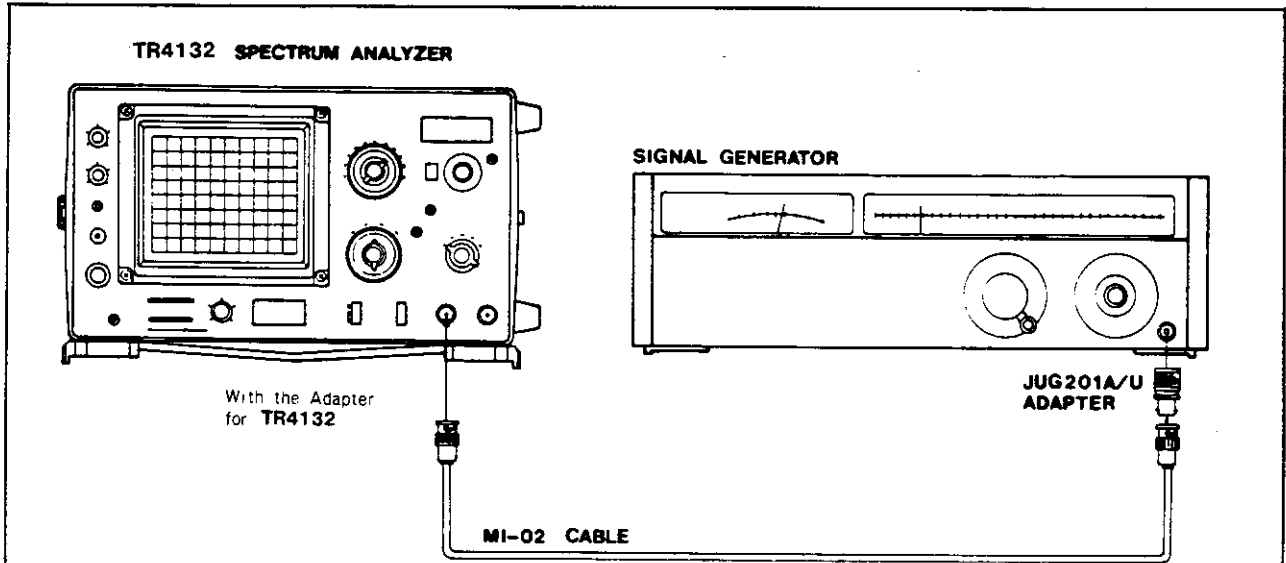 TR4132 SPECTRUM ANALYZER
SIGNAL GENERATOR
With the Adapter
for TR4132
JUG201A/U
ADAPTER
MI-02 CABLE